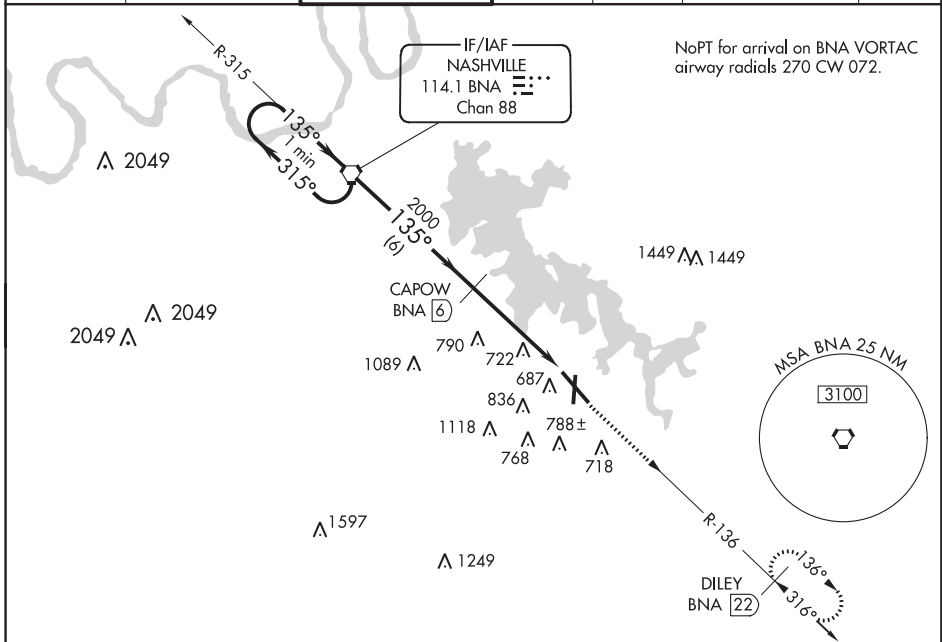 IF/IAF
NASHVILLE
114.1 BNA
Chan 88
NoPT for arrival on BNA VORTAC
airway radials 270 CW 072.
R-315
135°
1 min
315°
2049
2000
135°
(6)
1449 1449
CAPOW
BNA 6
2049
2049
790
722
1089
687
MSA BNA 25 NM
3100
836
788±
1118
768
718
1597
R-136
1249
136°
DILEY
BNA 22
316°